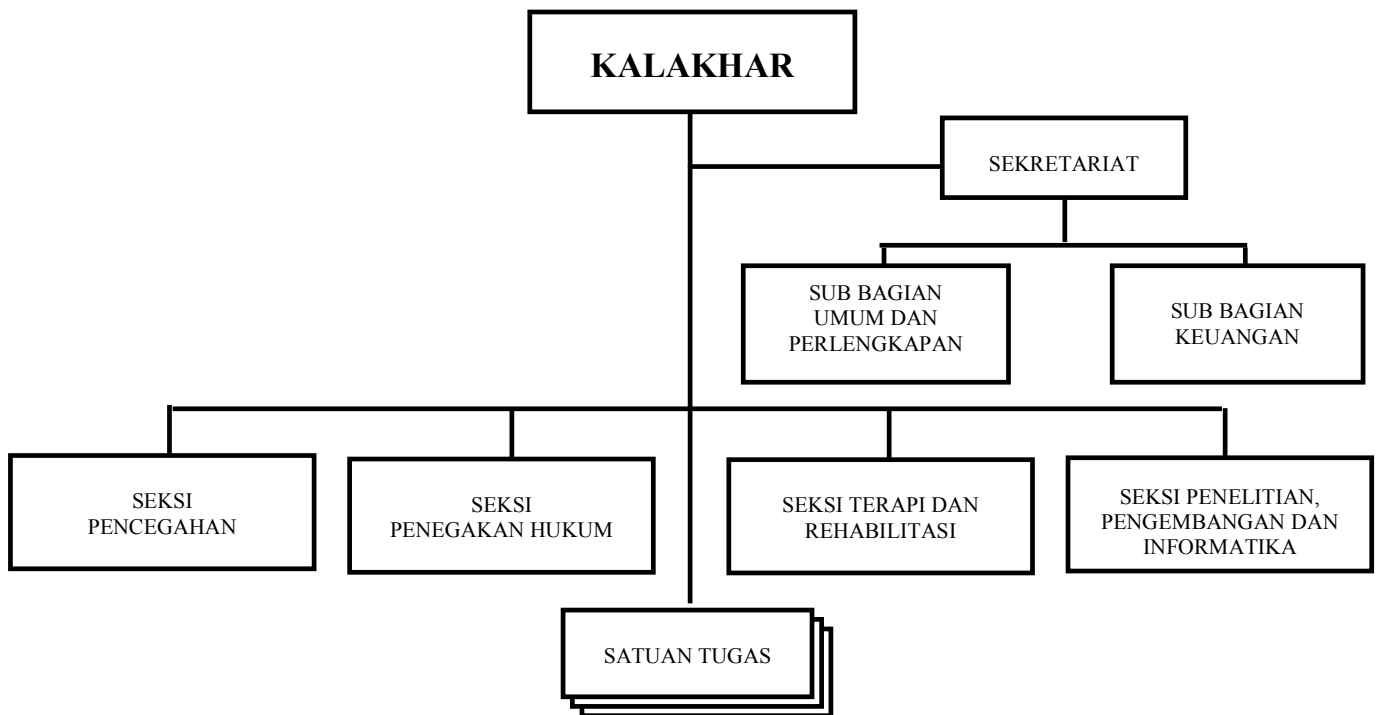 KALAKHAR
SEKRETARIAT
SUB BAGIAN
UMUM DAN
PERLENGKAPAN
SUB BAGIAN
KEUANGAN
SEKSI
PENCEGAHAN
SEKSI
PENEGAKAN HUKUM
SEKSI TERAPI DAN
REHABILITASI
SEKSI PENELITIAN,
PENGEMBANGAN DAN
INFORMATIKA
SATUAN TUGAS